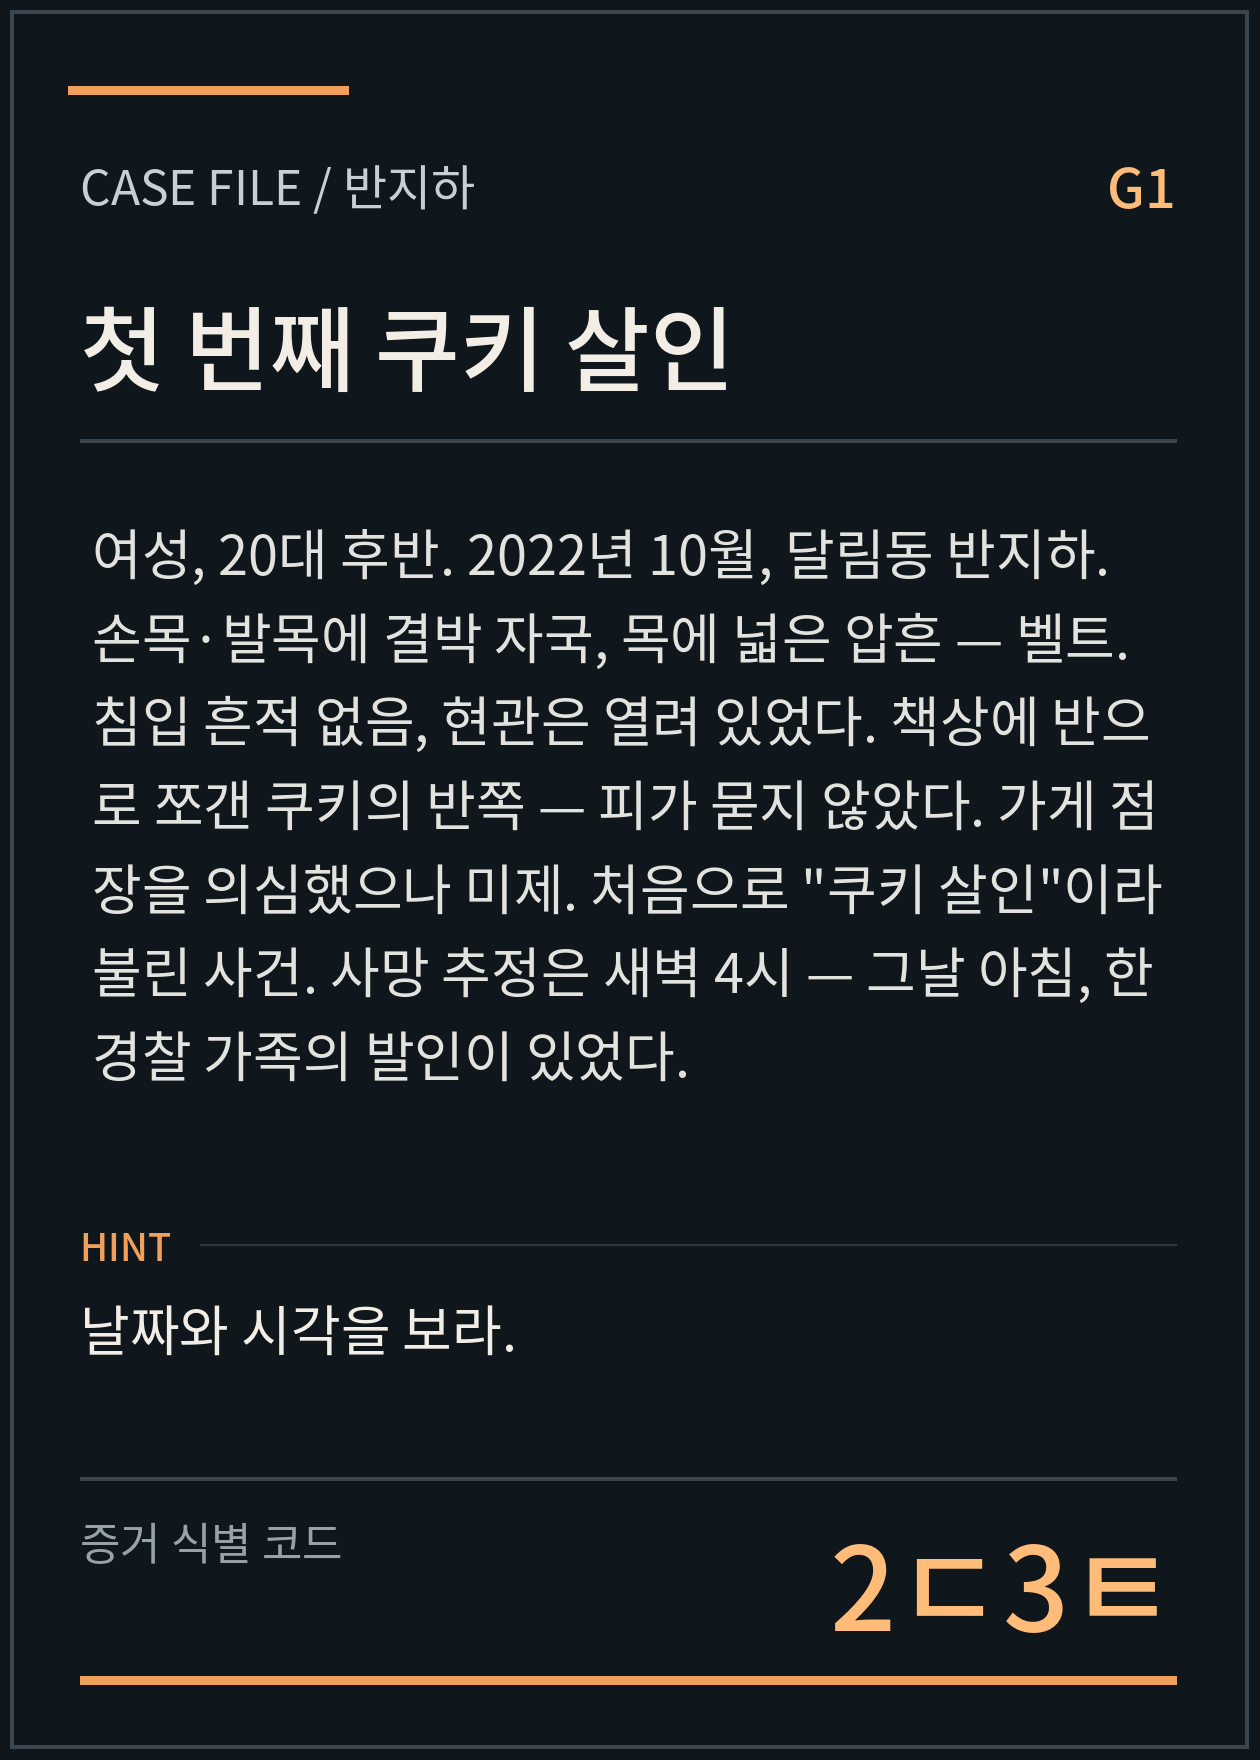 CASE FILE / 반지하
G1
첫 번째 쿠키 살인
여성, 20대 후반. 2022년 10월, 달림동 반지하.
손목·발목에 결박 자국, 목에 넓은 압흔 — 벨트.
침입 흔적 없음, 현관은 열려 있었다. 책상에 반으
로 쪼갠 쿠키의 반쪽 — 피가 묻지 않았다. 가게 점
장을 의심했으나 미제. 처음으로 "쿠키 살인"이라
불린 사건. 사망 추정은 새벽 4시 — 그날 아침, 한
경찰 가족의 발인이 있었다.
HINT
날짜와 시각을 보라.
증거 식별 코드
2ㄷ3ㅌ